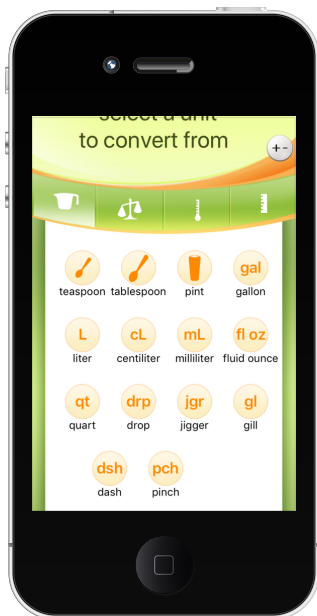 select a unit
to convert from
+-
gal
teaspoon tablespoon pint gallon
L cL mL fl oz
liter centiliter milliliter fluid ounce
qt drp jgr gl
quart drop jigger gill
dsh pch
dash pinch